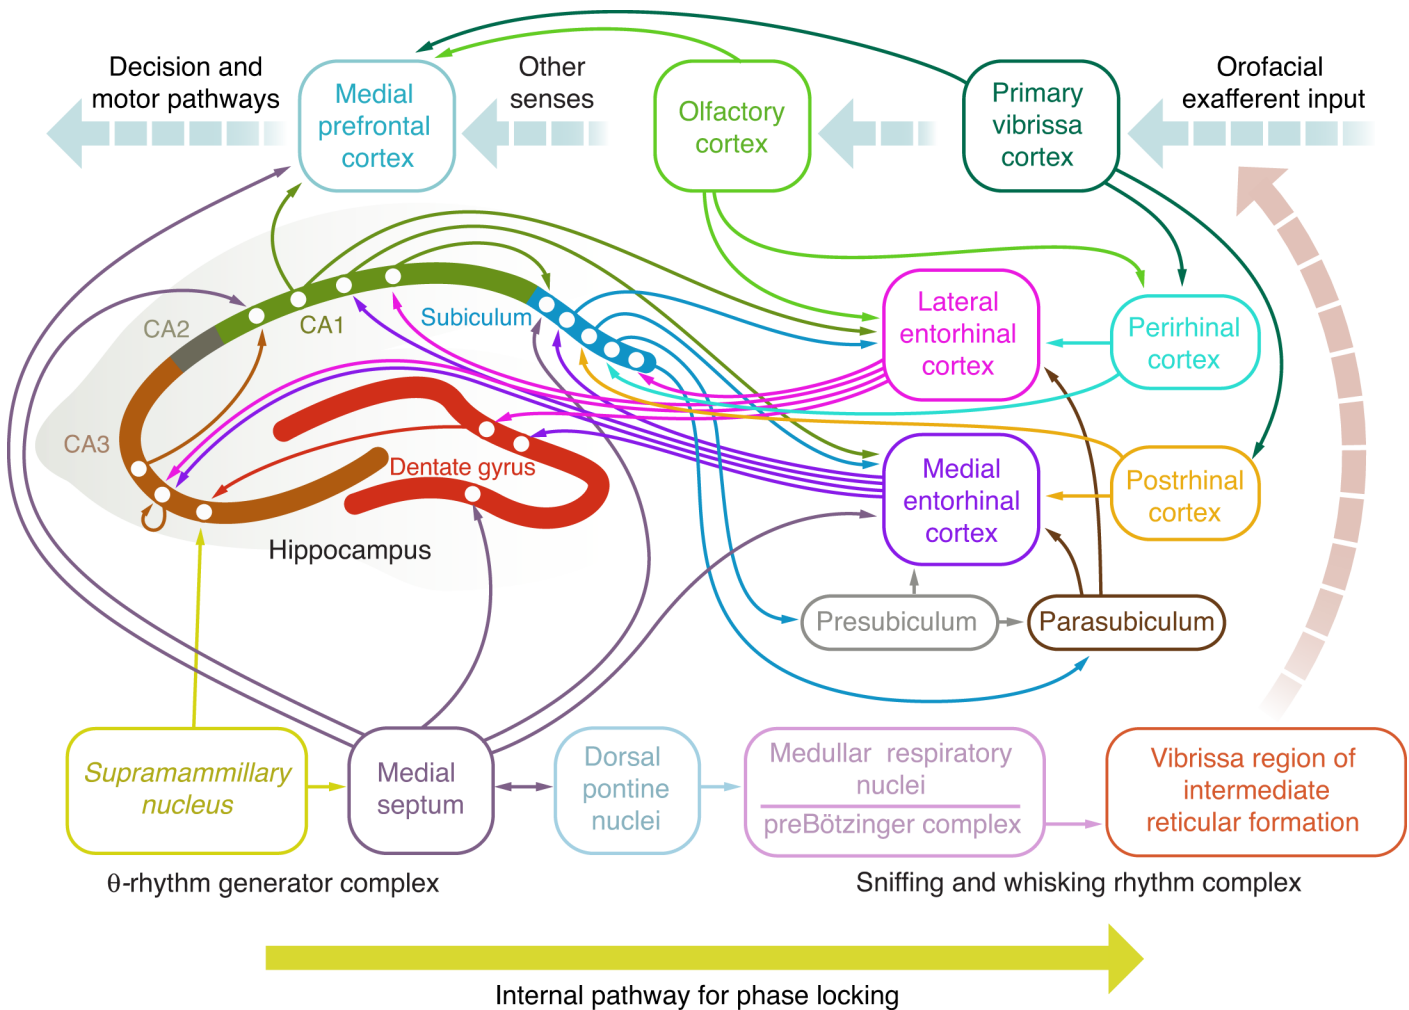 Decision and
motor pathways
Medial
prefrontal
cortex
Other
senses
Olfactory
cortex
Primary
vibrissa
cortex
Orofacial
exafferent input
CA2
CA1
Subiculum
Lateral
entorhinal
cortex
Perirhinal
cortex
CA3
Dentate gyrus
Hippocampus
Medial
entorhinal
cortex
Postrhinal
cortex
Presubiculum
Parasubiculum
Supramammillary
nucleus
Medial
septum
Dorsal
pontine
nuclei
Medullar respiratory
nuclei
preBötzinger complex
Vibrissa region of
intermediate
reticular formation
θ-rhythm generator complex
Sniffing and whisking rhythm complex
Internal pathway for phase locking